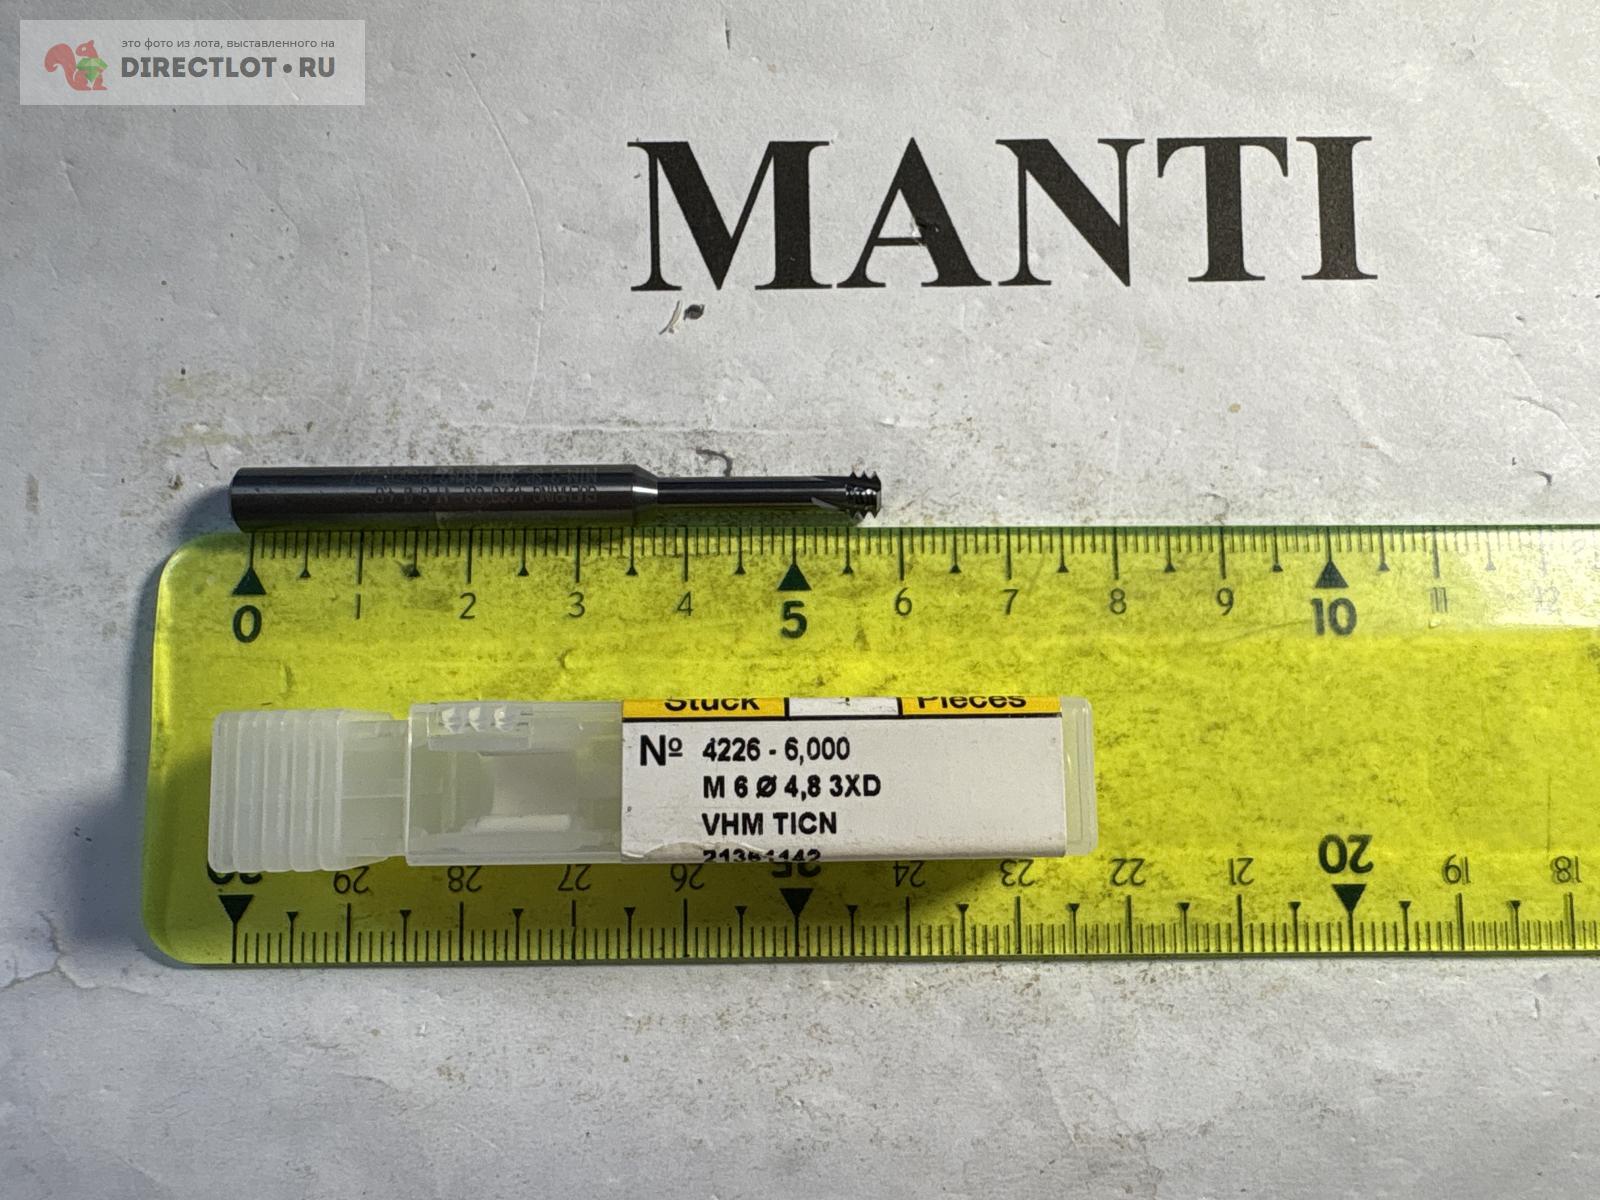 это фото из лота, выставленного на
DIRECTLOT•RU
MANTI
0 1 2 3 4 5 6 7 8 9 10 11 12
Stück Pieces
Nº 4226 - 6,000
M 6 Ø 4,8 3XD
VHM TICN
29 28 27 26 25 24 23 22 21 20 19 18